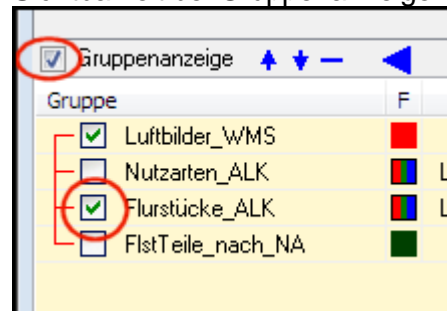 Gruppenanzeige
Gruppe F
Luftbilder_WMS
Nutzarten_ALK L
Flurstücke_ALK L
FlstTeile_nach_NA